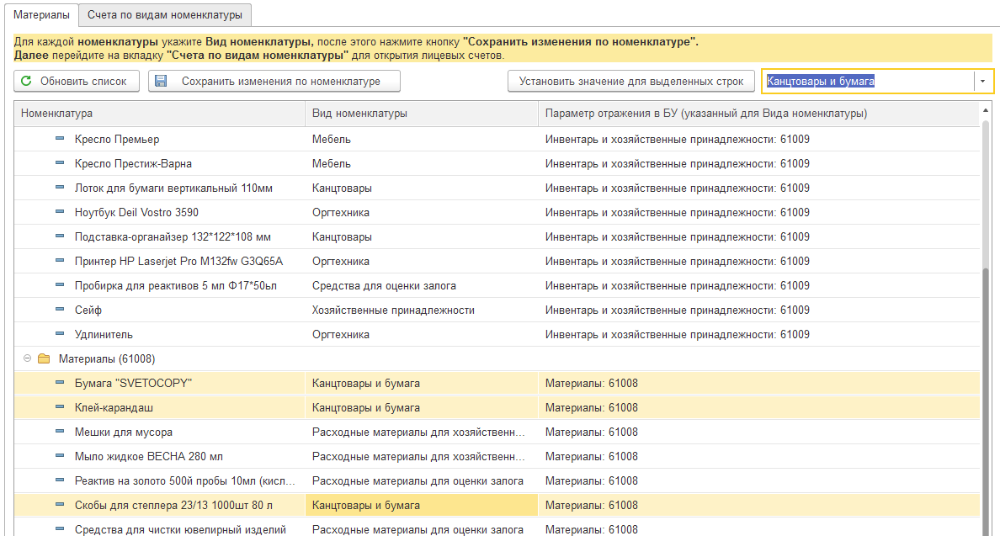 Материалы Счета по видам номенклатуры
Для каждой номенклатуры укажите Вид номенклатуры, после этого нажмите кнопку "Сохранить изменения по номенклатуре".
Далее перейдите на вкладку "Счета по видам номенклатуры" для открытия лицевых счетов.
Обновить список Сохранить изменения по номенклатуре Установить значение для выделенных строк Канцтовары и бумага
Номенклатура Вид номенклатуры Параметр отражения в БУ (указанный для Вида номенклатуры)
Кресло Премьер Мебель Инвентарь и хозяйственные принадлежности: 61009
Кресло Престиж-Варна Мебель Инвентарь и хозяйственные принадлежности: 61009
Лоток для бумаги вертикальный 110мм Канцтовары Инвентарь и хозяйственные принадлежности: 61009
Ноутбук Deil Vostro 3590 Оргтехника Инвентарь и хозяйственные принадлежности: 61009
Подставка-органайзер 132*122*108 мм Канцтовары Инвентарь и хозяйственные принадлежности: 61009
Принтер HP Laserjet Pro M132fw G3Q65A Оргтехника Инвентарь и хозяйственные принадлежности: 61009
Пробирка для реактивов 5 мл Ф17*50ьл Средства для оценки залога Инвентарь и хозяйственные принадлежности: 61009
Сейф Хозяйственные принадлежности Инвентарь и хозяйственные принадлежности: 61009
Удлинитель Оргтехника Инвентарь и хозяйственные принадлежности: 61009
Материалы (61008)
Бумага "SVETOCOPY" Канцтовары и бумага Материалы: 61008
Клей-карандаш Канцтовары и бумага Материалы: 61008
Мешки для мусора Расходные материалы для хозяйственн... Материалы: 61008
Мыло жидкое ВЕСНА 280 мл Расходные материалы для хозяйственн... Материалы: 61008
Реактив на золото 500й пробы 10мл (кисл... Расходные материалы для оценки залога Материалы: 61008
Скобы для степлера 23/13 1000шт 80 л Канцтовары и бумага Материалы: 61008
Средства для чистки ювелирный изделий Расходные материалы для оценки залога Материалы: 61008